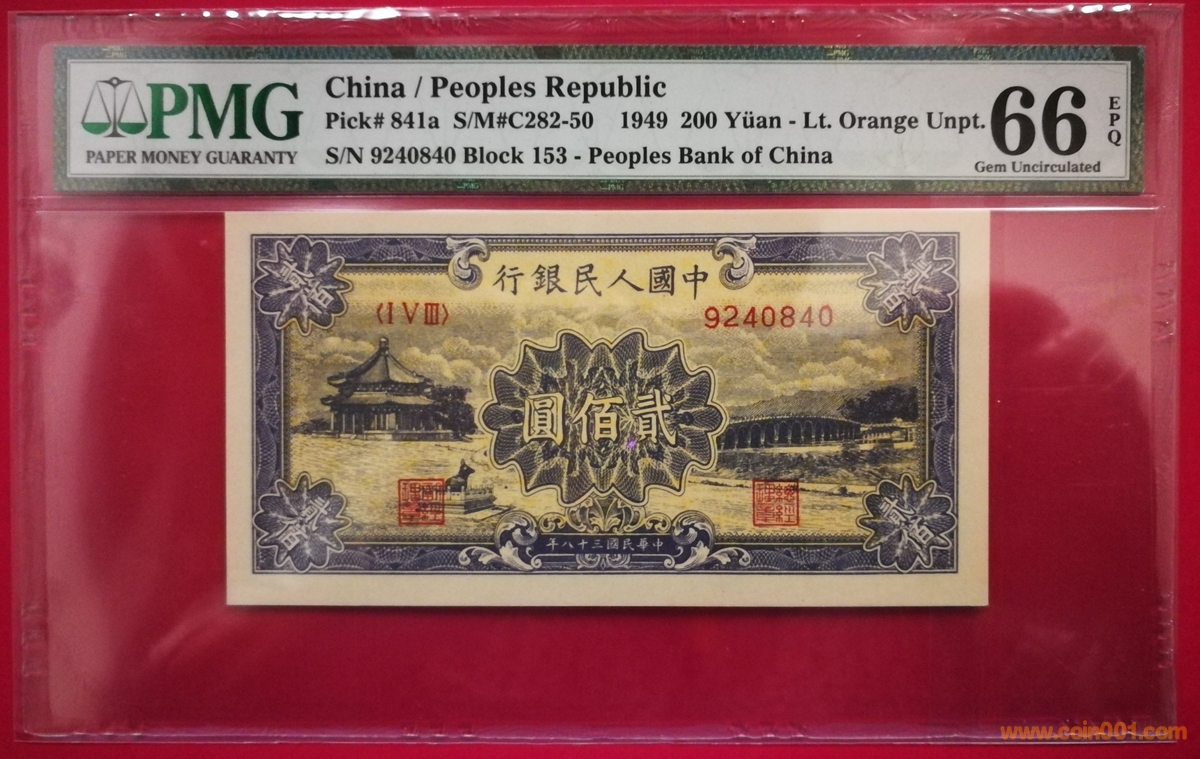 PMG
PAPER MONEY GUARANTY
China / Peoples Republic
Pick# 841a S/M#C282-50 1949 200 Yüan - Lt. Orange Unpt.
S/N 9240840 Block 153 - Peoples Bank of China
66
EPQ
Gem Uncirculated
行銀民人國中
〈I V III〉
9240840
圓佰貳
年八十三國民華中
www.coin001.com